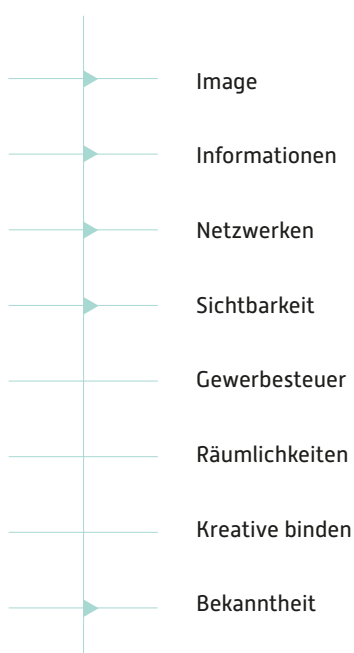 Image
Informationen
Netzwerken
Sichtbarkeit
Gewerbesteuer
Räumlichkeiten
Kreative binden
Bekanntheit